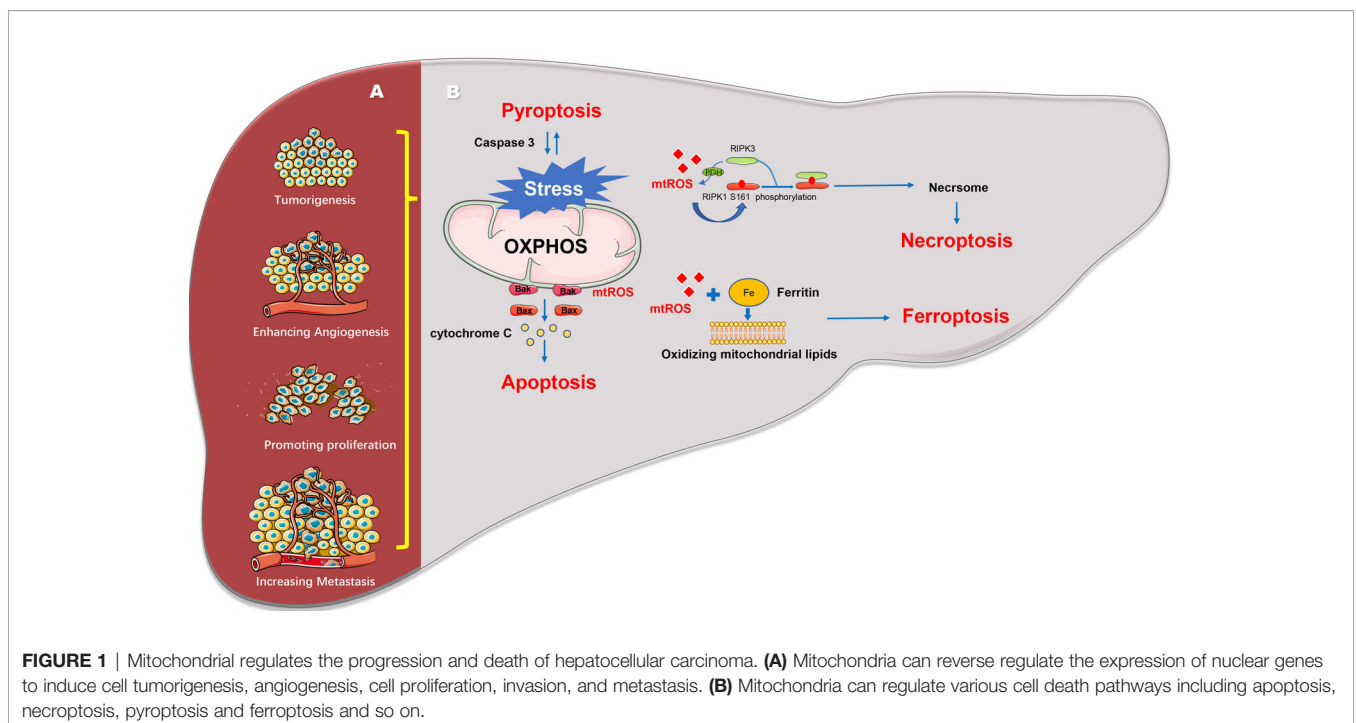 A
Tumorigenesis
Enhancing Angiogenesis
Promoting proliferation
Increasing Metastasis
B
Pyroptosis
Caspase 3
Stress
OXPHOS
Bak
Bak
mtROS
Bax
Bax
cytochrome C
Apoptosis
RIPK3
PDH
mtROS
RIPK1 S161 phosphorylation
Necrsome
Necroptosis
mtROS
Fe
Ferritin
Oxidizing mitochondrial lipids
Ferroptosis
FIGURE 1 | Mitochondrial regulates the progression and death of hepatocellular carcinoma. (A) Mitochondria can reverse regulate the expression of nuclear genes
to induce cell tumorigenesis, angiogenesis, cell proliferation, invasion, and metastasis. (B) Mitochondria can regulate various cell death pathways including apoptosis,
necroptosis, pyroptosis and ferroptosis and so on.